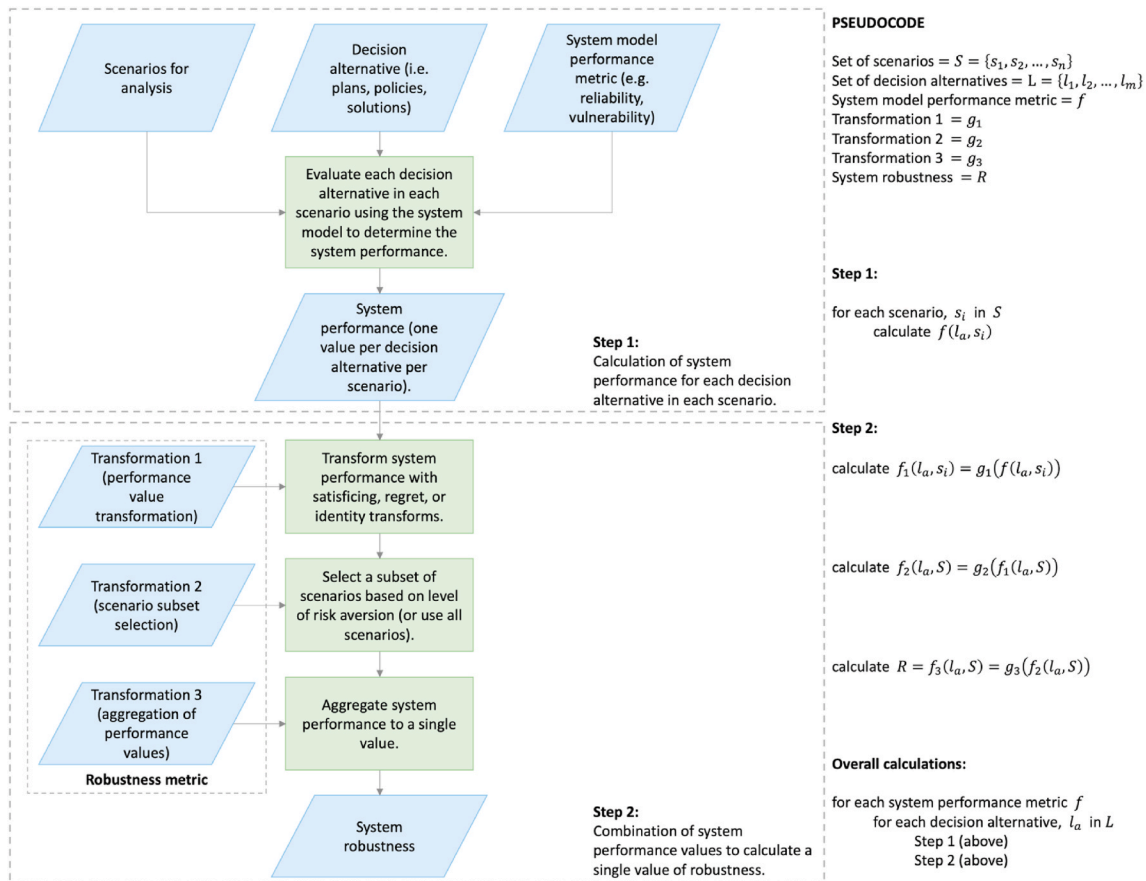 Scenarios for
analysis
Decision
alternative (i.e.
plans, policies,
solutions)
System model
performance
metric (e.g.
reliability,
vulnerability)
Evaluate each decision
alternative in each
scenario using the system
model to determine the
system performance.
System
performance (one
value per decision
alternative per
scenario).
Step 1:
Calculation of system
performance for each decision
alternative in each scenario.
Transformation 1
(performance
value
transformation)
Transform system
performance with
satisficing, regret, or
identity transforms.
Transformation 2
(scenario subset
selection)
Select a subset of
scenarios based on level
of risk aversion (or use all
scenarios).
Transformation 3
(aggregation of
performance
values)
Aggregate system
performance to a single
value.
Robustness metric
System
robustness
Step 2:
Combination of system
performance values to calculate a
single value of robustness.
PSEUDOCODE
Set of scenarios = S = {s₁, s₂, …, sₙ}
Set of decision alternatives = L = {l₁, l₂, …, lₘ}
System model performance metric = f
Transformation 1 = g₁
Transformation 2 = g₂
Transformation 3 = g₃
System robustness = R
Step 1:
for each scenario, sᵢ in S
calculate f(lₐ, sᵢ)
Step 2:
calculate f₁(lₐ, sᵢ) = g₁(f(lₐ, sᵢ))
calculate f₂(lₐ, S) = g₂(f₁(lₐ, S))
calculate R = f₃(lₐ, S) = g₃(f₂(lₐ, S))
Overall calculations:
for each system performance metric f
for each decision alternative, lₐ in L
Step 1 (above)
Step 2 (above)